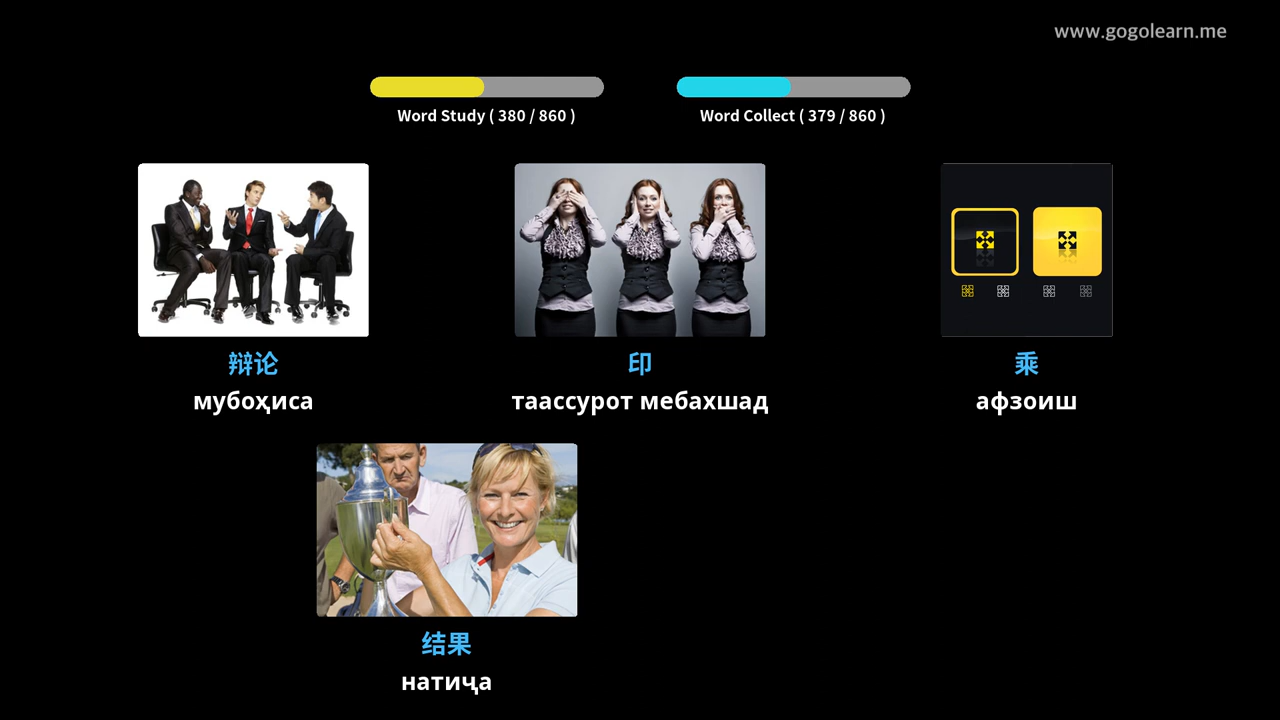 www.gogolearn.me
Word Study ( 380 / 860 )
Word Collect ( 379 / 860 )
辩论
мубоҳиса
印
таассурот мебахшад
乘
афзоиш
结果
натиҷа